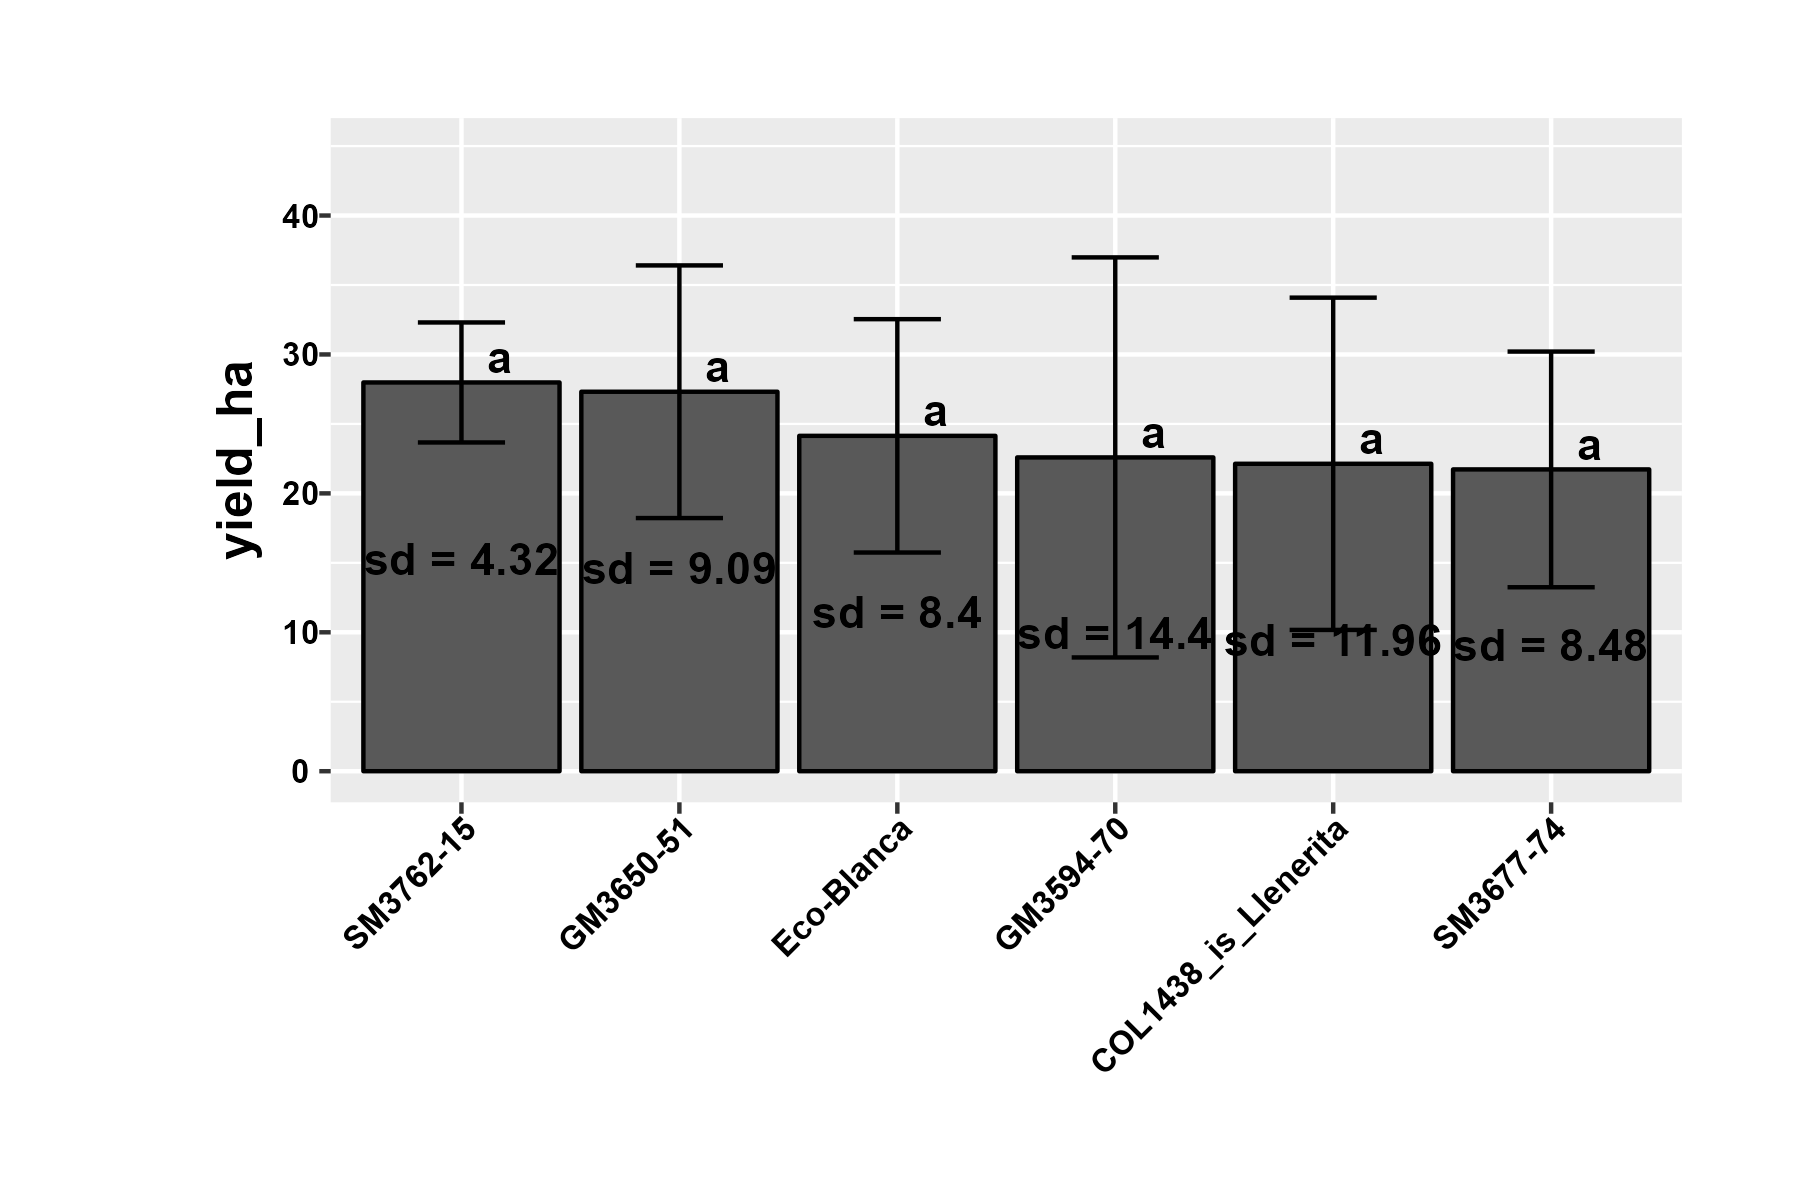 yield_ha
40
30
20
10
0
a
a
a
a
a
a
sd = 4.32
sd = 9.09
sd = 8.4
sd = 14.4
sd = 11.96
sd = 8.48
SM3762-15
GM3650-51
Eco-Blanca
GM3594-70
COL1438_is_Llenerita
SM3677-74